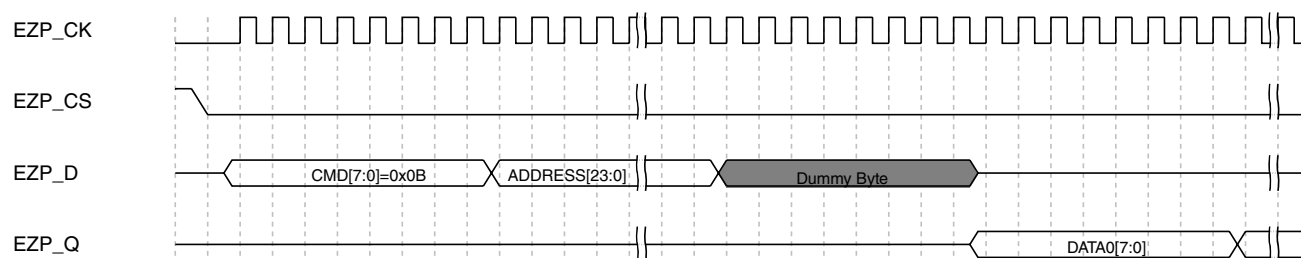 EZP_CK
EZP_CS
EZP_D CMD[7:0]=0x0B ADDRESS[23:0] Dummy Byte
EZP_Q DATA0[7:0]